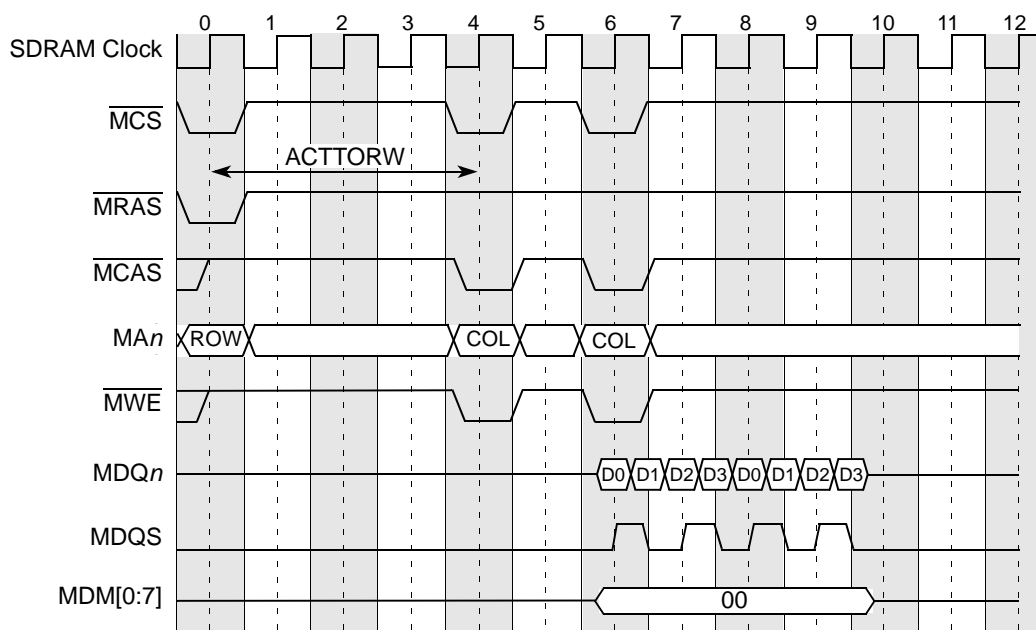 0 1 2 3 4 5 6 7 8 9 10 11 12
SDRAM Clock
MCS
ACTTORW
MRAS
MCAS
MAn ROW COL COL
MWE
MDQn D0 D1 D2 D3 D0 D1 D2 D3
MDQS
MDM[0:7] 00